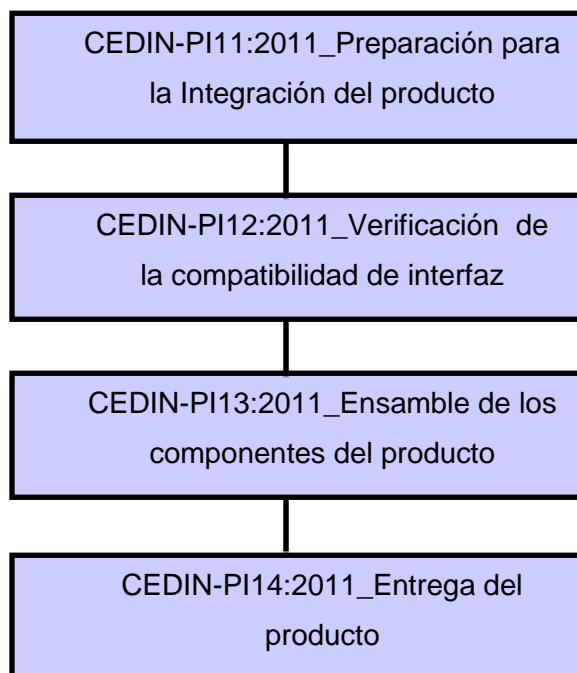 CEDIN-PI11:2011_Preparación para
la Integración del producto
CEDIN-PI12:2011_Verificación de
la compatibilidad de interfaz
CEDIN-PI13:2011_Ensamble de los
componentes del producto
CEDIN-PI14:2011_Entrega del
producto